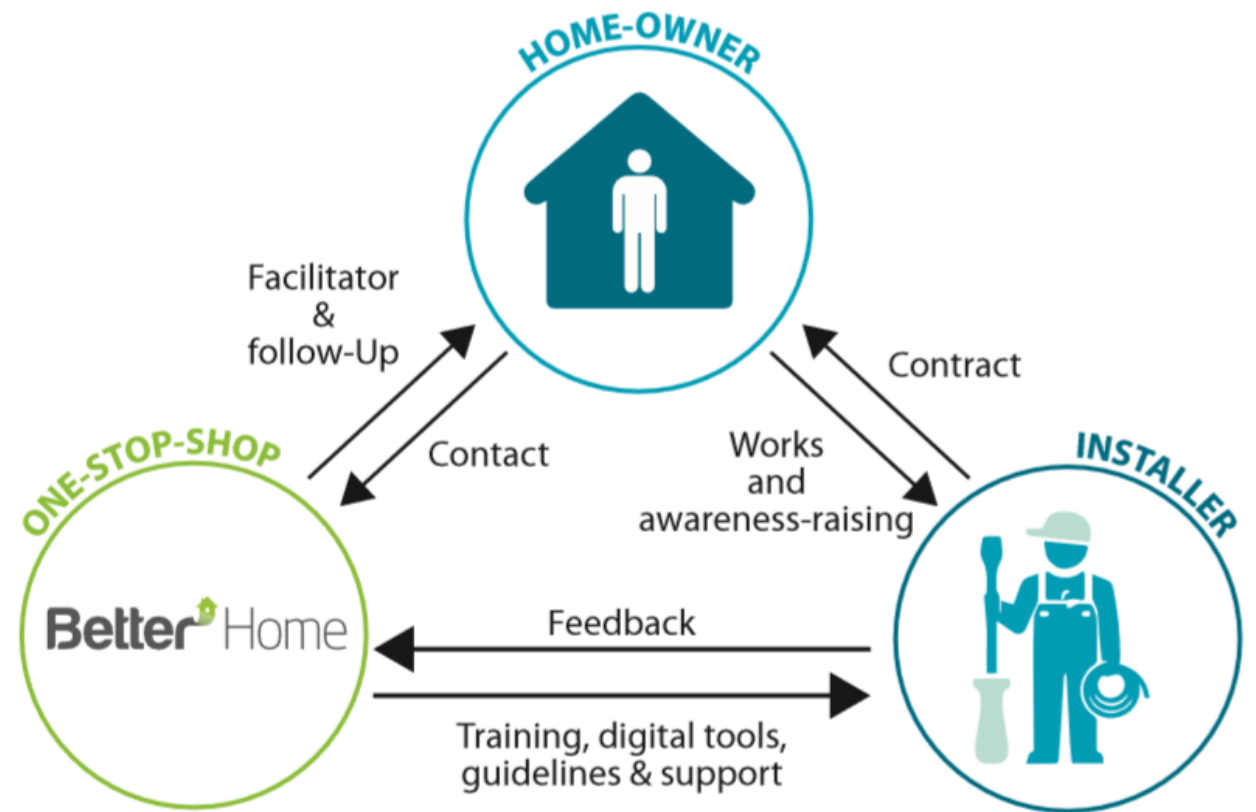 HOME-OWNER
Facilitator
&
follow-Up
Contact
Contract
Works
and
awareness-raising
ONE-STOP-SHOP
Better Home
INSTALLER
Feedback
Training, digital tools,
guidelines & support